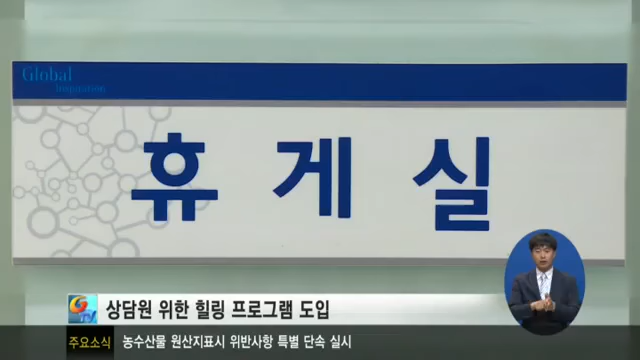 Global
Inspiration
휴게실
상담원 위한 힐링 프로그램 도입
주요소식 농수산물 원산지표시 위반사항 특별 단속 실시